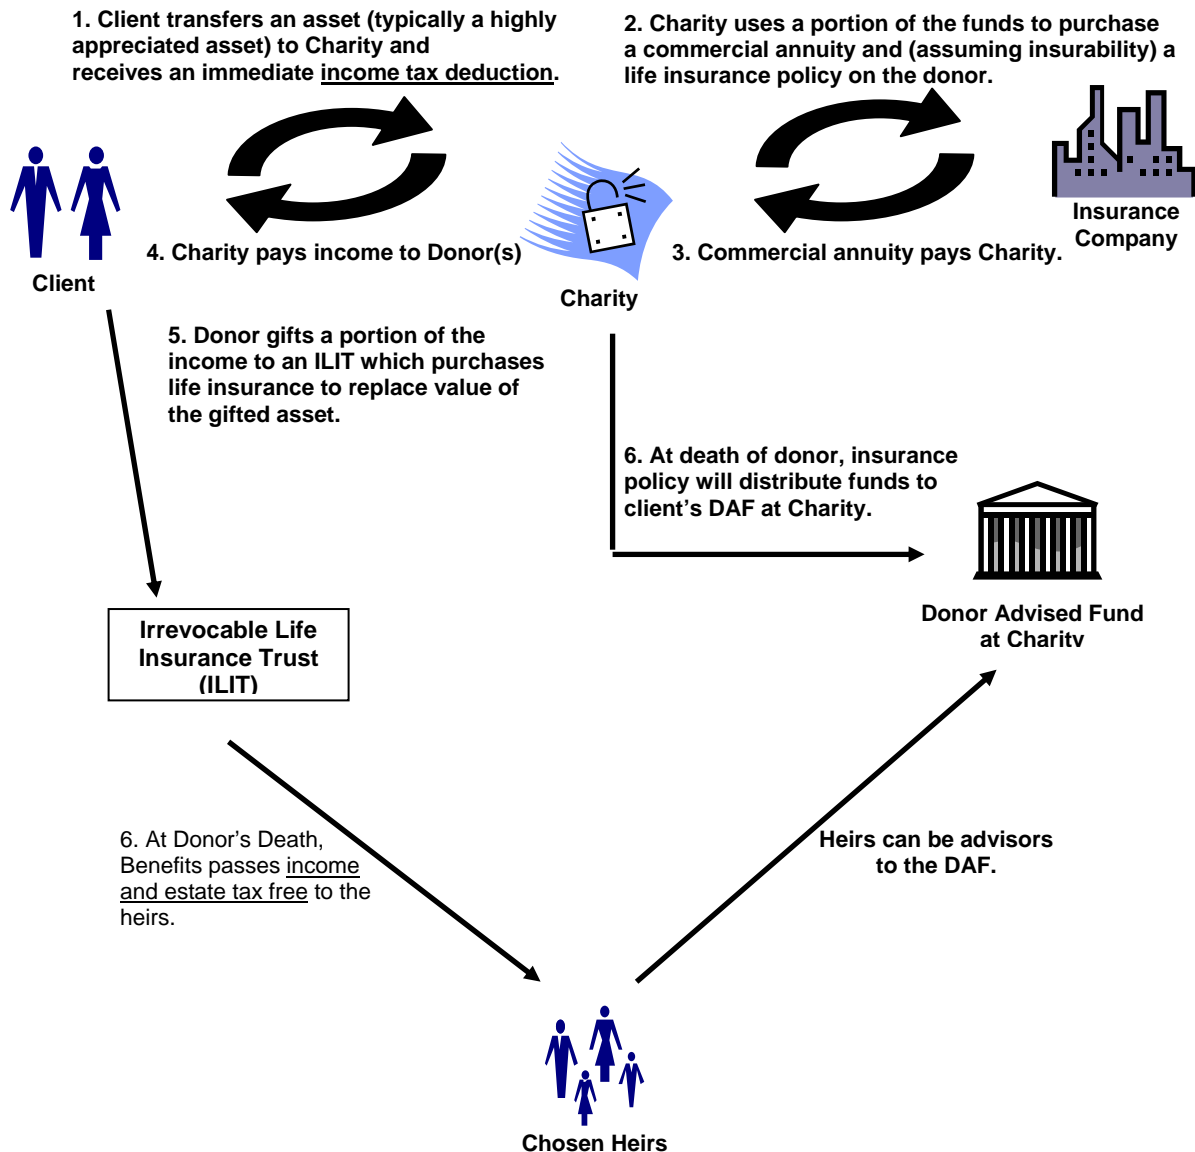 1. Client transfers an asset (typically a highly
appreciated asset) to Charity and
receives an immediate income tax deduction.
2. Charity uses a portion of the funds to purchase
a commercial annuity and (assuming insurability) a
life insurance policy on the donor.
Insurance
Company
4. Charity pays income to Donor(s)
3. Commercial annuity pays Charity.
Client
Charity
5. Donor gifts a portion of the
income to an ILIT which purchases
life insurance to replace value of
the gifted asset.
6. At death of donor, insurance
policy will distribute funds to
client's DAF at Charity.
Irrevocable Life
Insurance Trust
(ILIT)
Donor Advised Fund
at Charity
6. At Donor's Death,
Benefits passes income
and estate tax free to the
heirs.
Heirs can be advisors
to the DAF.
Chosen Heirs